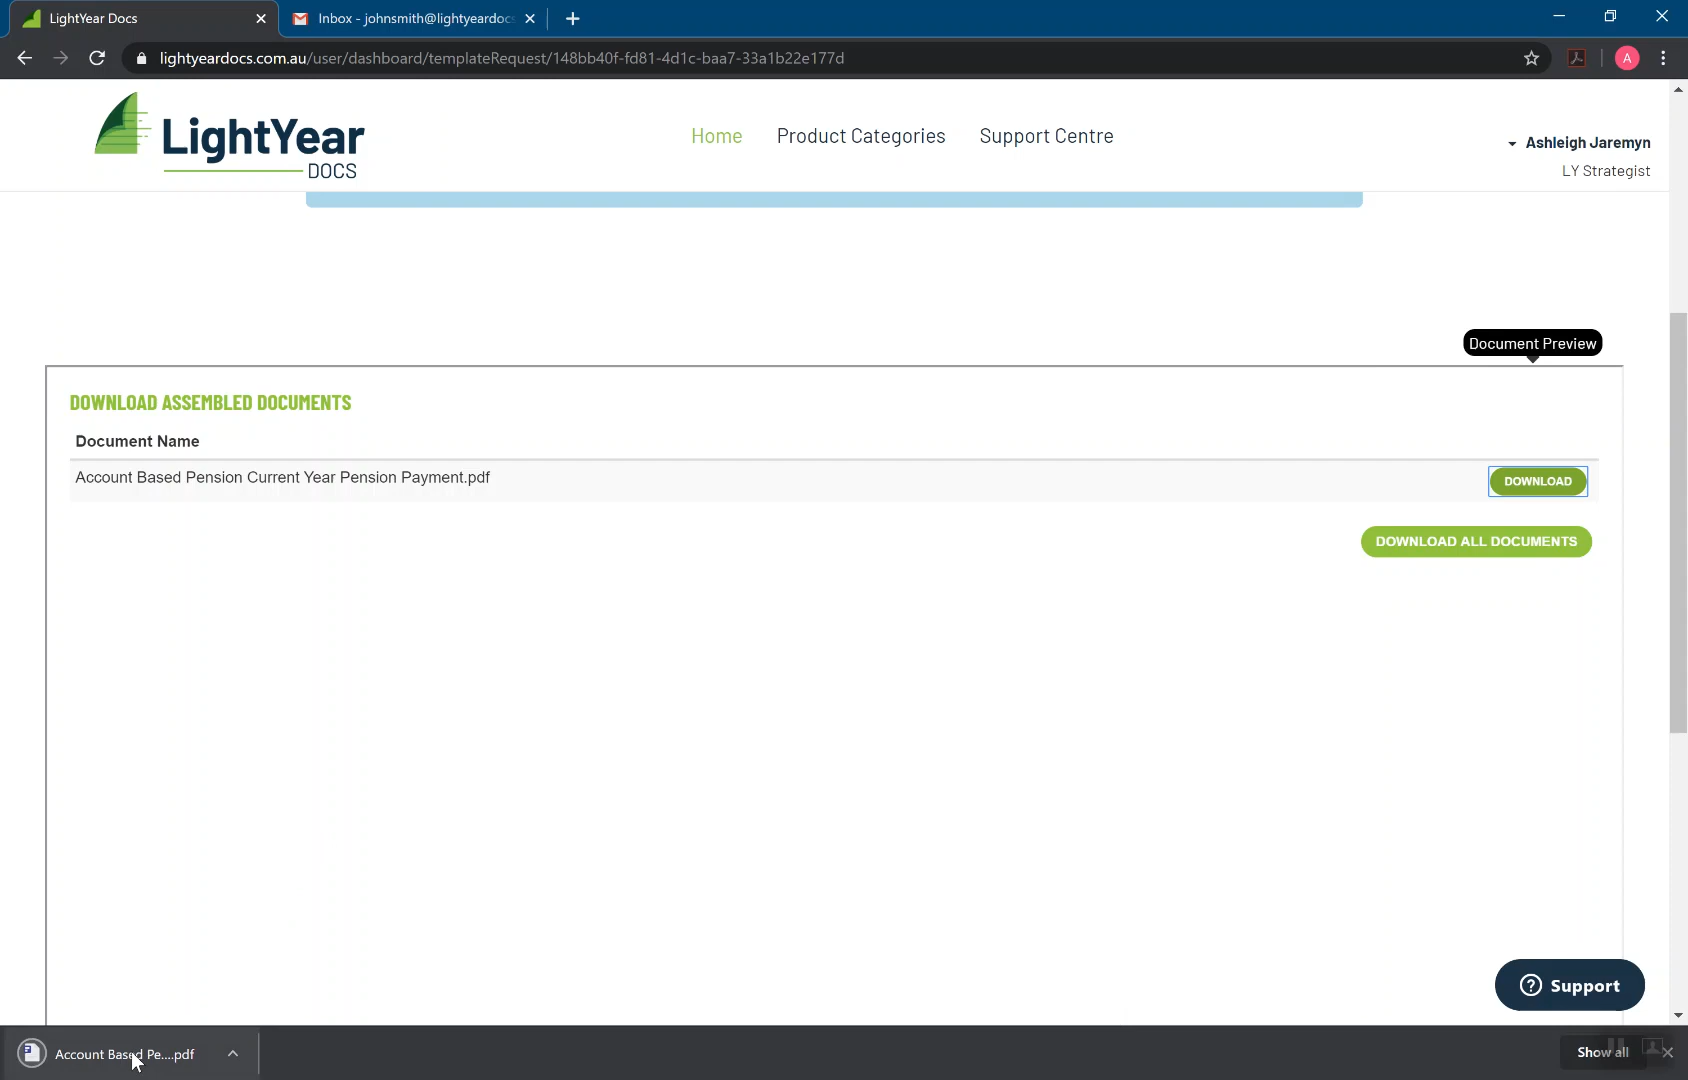 LightYear Docs
Inbox - johnsmith@lightyeardocs
lightyeardocs.com.au/user/dashboard/templateRequest/148bb40f-fd81-4d1c-baa7-33a1b22e177d
A
LightYear
DOCS
Home
Product Categories
Support Centre
Ashleigh Jaremyn
LY Strategist
Document Preview
DOWNLOAD ASSEMBLED DOCUMENTS
Document Name
Account Based Pension Current Year Pension Payment.pdf
DOWNLOAD
DOWNLOAD ALL DOCUMENTS
? Support
Account Based Pe....pdf
Show all